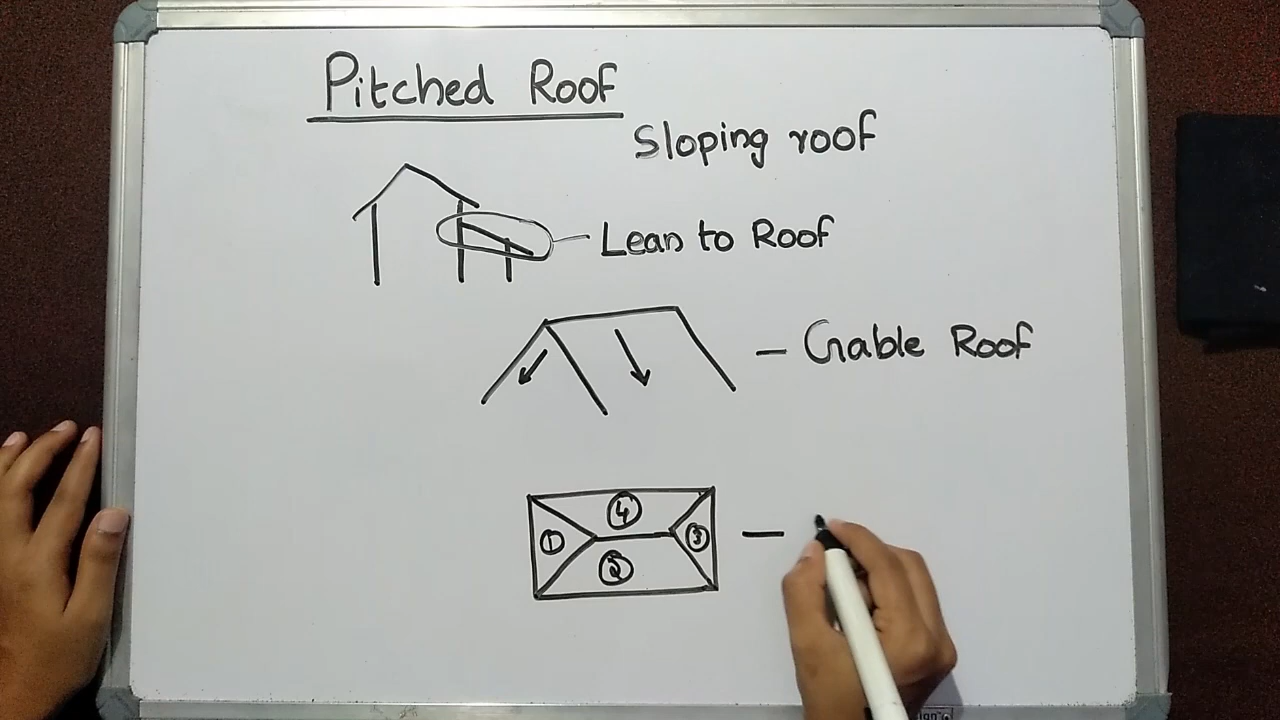 Pitched Roof
Sloping roof
Lean to Roof
Gable Roof
4
1
3
2